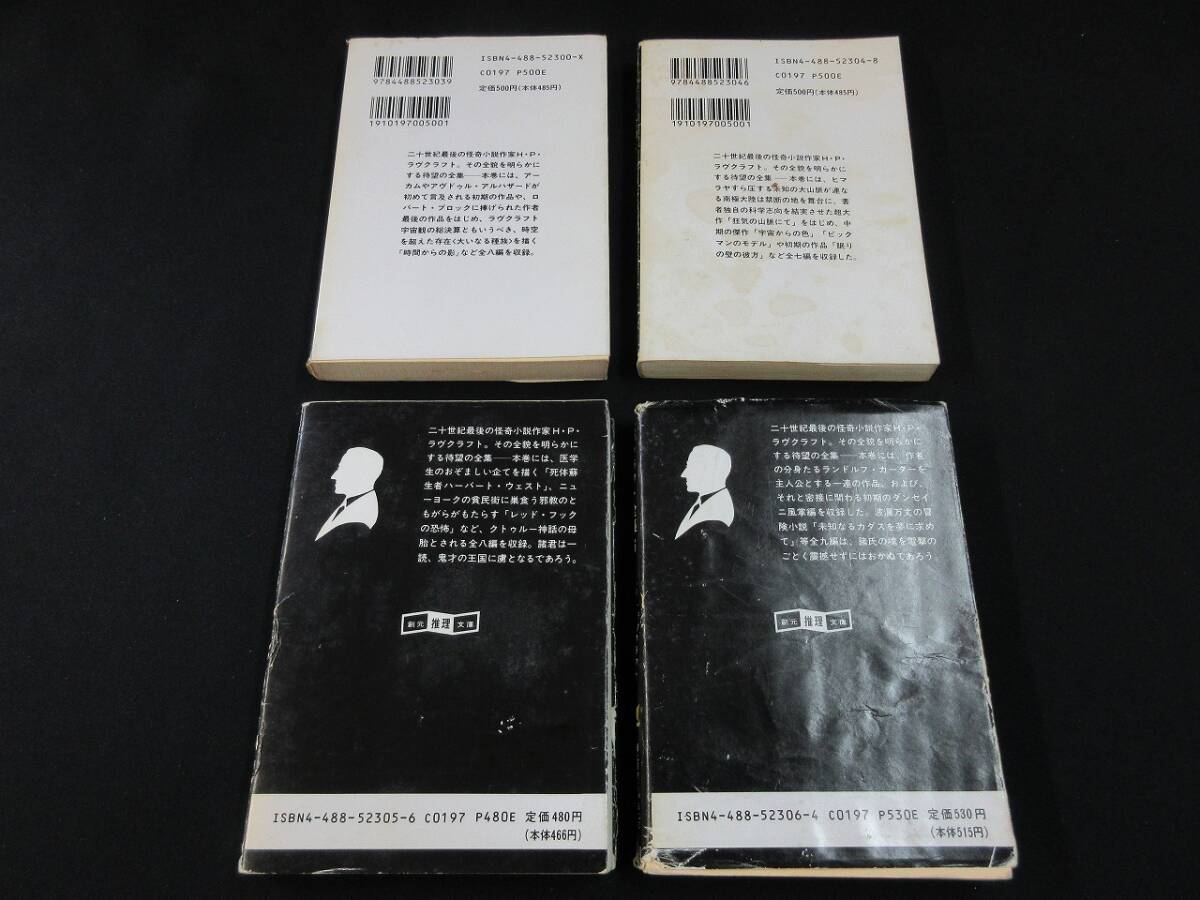 9784488523039
ISBN4-488-52300-X
C0197 P500E
定価500円(本体485円)
1910197005001
二十世紀最後の怪奇小説作家H・P・
ラヴクラフト。その全貌を明らかに
する待望の全集――本巻には、アー
カムやアヴドゥル・アルハザードが
初めて言及される初期の作品や、ロ
バート・ブロックに捧げられた作者
最後の作品をはじめ、ラヴクラフト
宇宙観の総決算ともいうべき、時空
を超えた存在〈大いなる種族〉を描く
「時間からの影」など全八編を収録。
9784488523046
ISBN4-488-52304-8
C0197 P500E
定価500円(本体485円)
1910197005001
二十世紀最後の怪奇小説作家H・P・
ラヴクラフト。その全貌を明らかに
する待望の全集――本巻には、ヒマ
ラヤすら圧する未知の大山脈が連な
る南極大陸は禁断の地を舞台に、著
者独自の科学志向を結実させた超大
作「狂気の山脈にて」をはじめ、中
期の傑作「宇宙からの色」「ピック
マンのモデル」や初期の作品「眠り
の壁の彼方」など全七編を収録した。
二十世紀最後の怪奇小説作家H・P・
ラヴクラフト。その全貌を明らかに
する待望の全集――本巻には、医学
生のおぞましい企てを描く「死体蘇
生者ハーバート・ウェスト」、ニュ
ーヨークの貧民街に巣食う邪教のと
もがらがもたらす「レッド・フック
の恐怖」など、クトゥルー神話の母
胎とされる全八編を収録。諸君は一
読、鬼才の王国に虜となるであろう。
創元推理文庫
ISBN4-488-52305-6 C0197 P480E 定価480円
(本体466円)
二十世紀最後の怪奇小説作家H・P・
ラヴクラフト。その全貌を明らかに
する待望の全集――本巻には、作者
の分身たるランドルフ・カーターを
主人公とする一連の作品、および、
それと密接に関わる初期のダンセイ
ニ風掌編を収録した。波瀾万丈の冒
険小説「未知なるカダスを夢に求め
て」等全九編は、諸氏の魂を電撃の
ごとく震撼せずにはおかぬであろう
創元推理文庫
ISBN4-488-52306-4 C0197 P530E 定価530円
(本体515円)